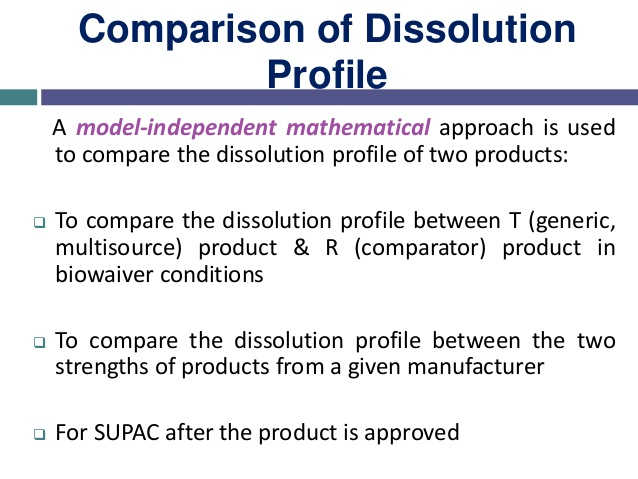 Comparison of Dissolution
Profile
A model-independent mathematical approach is used
to compare the dissolution profile of two products:
To compare the dissolution profile between T (generic,
multisource) product & R (comparator) product in
biowaiver conditions
To compare the dissolution profile between the two
strengths of products from a given manufacturer
For SUPAC after the product is approved